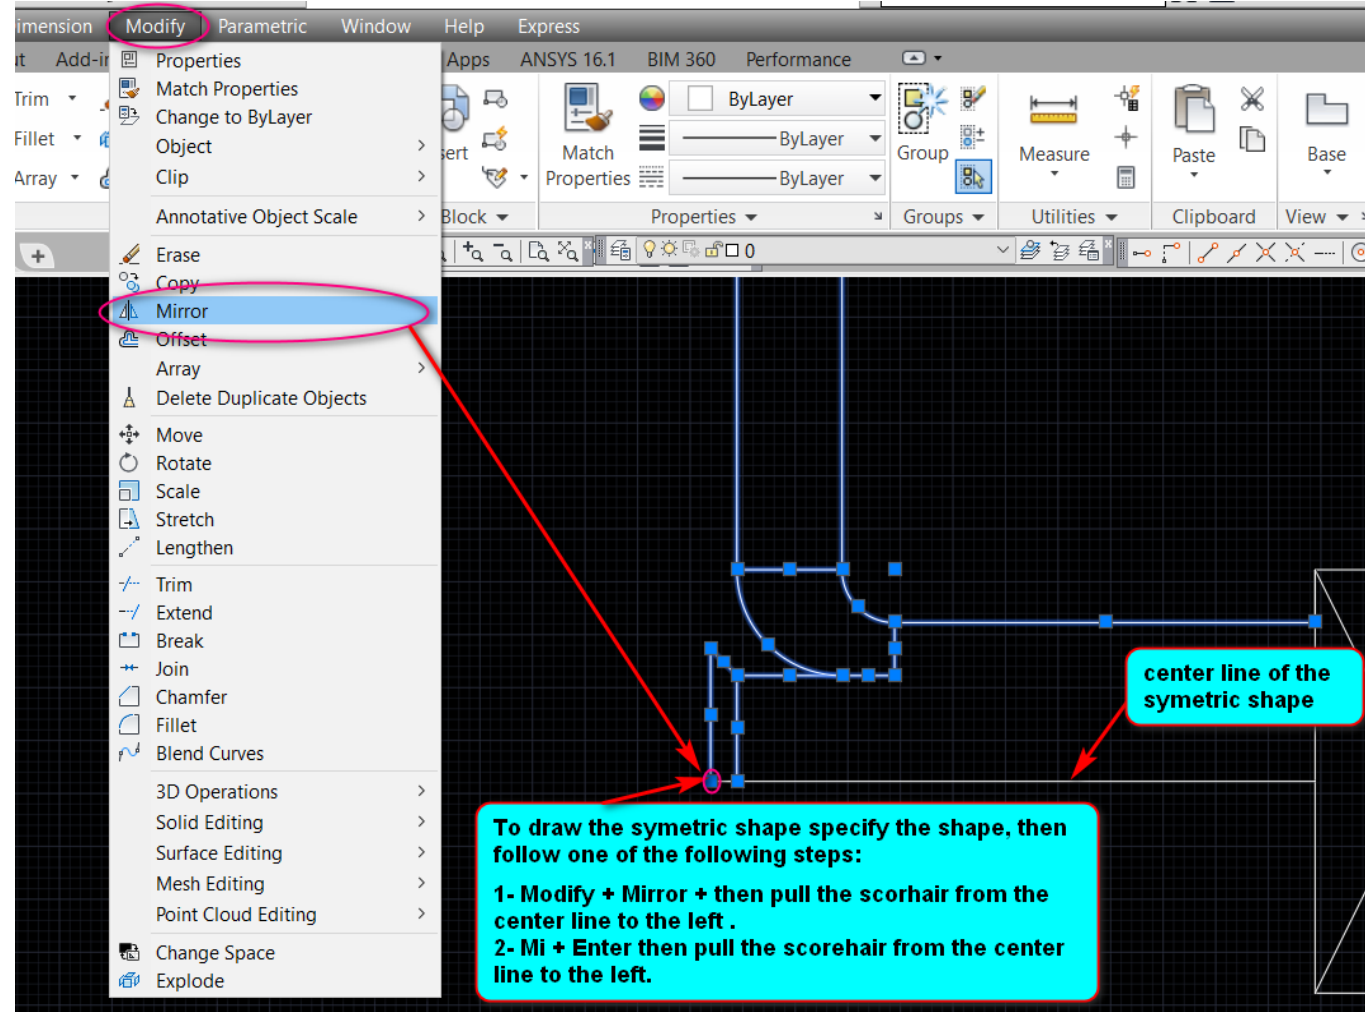 imension Modify Parametric Window Help Express
ut Add-in Apps ANSYS 16.1 BIM 360 Performance
Trim
Fillet
Array
sert
Match
Properties
ByLayer
ByLayer
ByLayer
Group
Measure
Paste
Base
Block Properties Groups Utilities Clipboard View
0
Properties
Match Properties
Change to ByLayer
Object
Clip
Annotative Object Scale
Erase
Copy
Mirror
Offset
Array
Delete Duplicate Objects
Move
Rotate
Scale
Stretch
Lengthen
Trim
Extend
Break
Join
Chamfer
Fillet
Blend Curves
3D Operations
Solid Editing
Surface Editing
Mesh Editing
Point Cloud Editing
Change Space
Explode
center line of the
symetric shape
To draw the symetric shape specify the shape, then
follow one of the following steps:
1- Modify + Mirror + then pull the scorhair from the
center line to the left .
2- Mi + Enter then pull the scorehair from the center
line to the left.